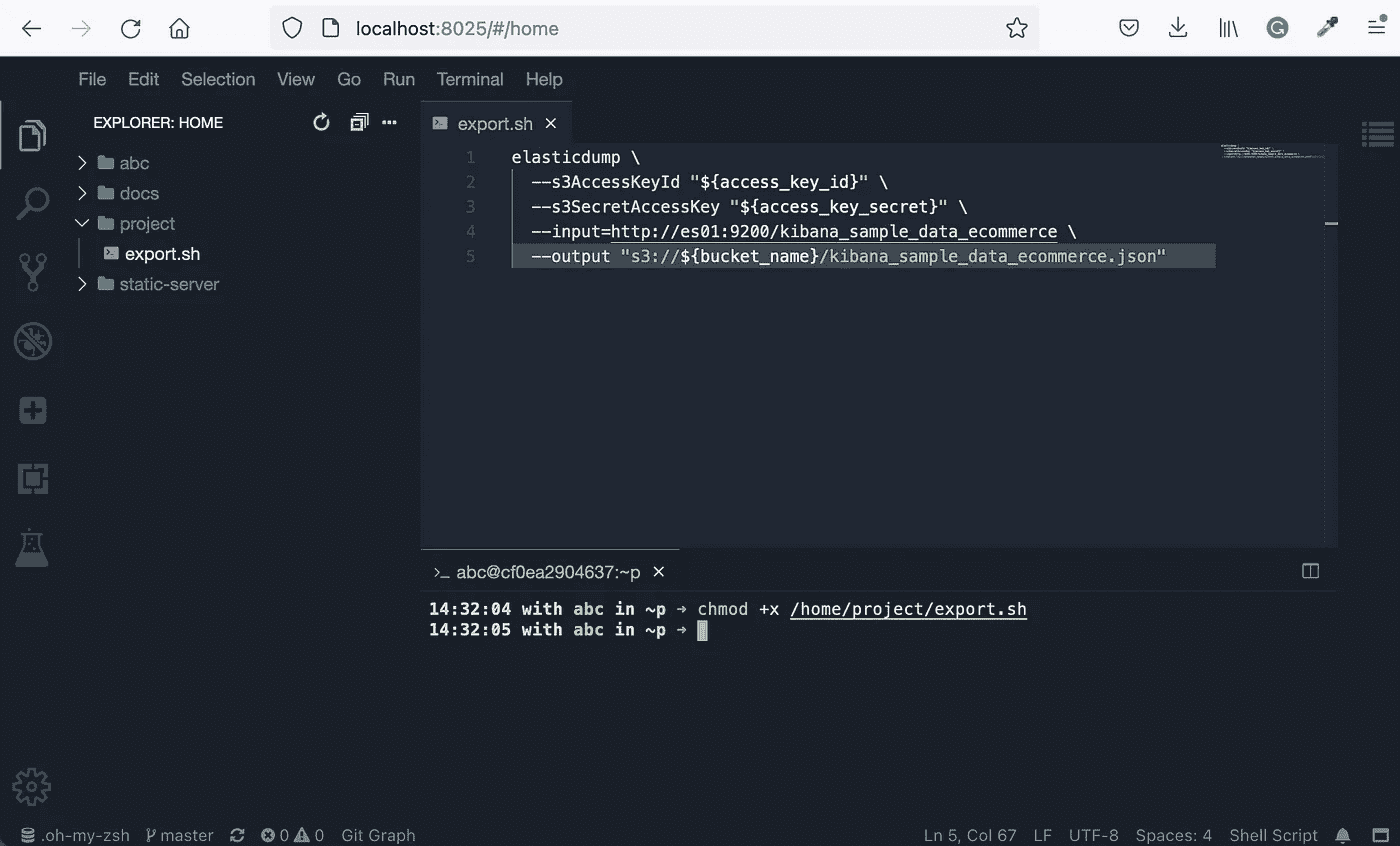 localhost:8025/#/home
File Edit Selection View Go Run Terminal Help
EXPLORER: HOME
abc
docs
project
export.sh
static-server
export.sh
1 elasticdump \
2 --s3AccessKeyId "${access_key_id}" \
3 --s3SecretAccessKey "${access_key_secret}" \
4 --input=http://es01:9200/kibana_sample_data_ecommerce \
5 --output "s3://${bucket_name}/kibana_sample_data_ecommerce.json"
>_ abc@cf0ea2904637:~p
14:32:04 with abc in ~p → chmod +x /home/project/export.sh
14:32:05 with abc in ~p →
.oh-my-zsh master 0 0 Git Graph Ln 5, Col 67 LF UTF-8 Spaces: 4 Shell Script